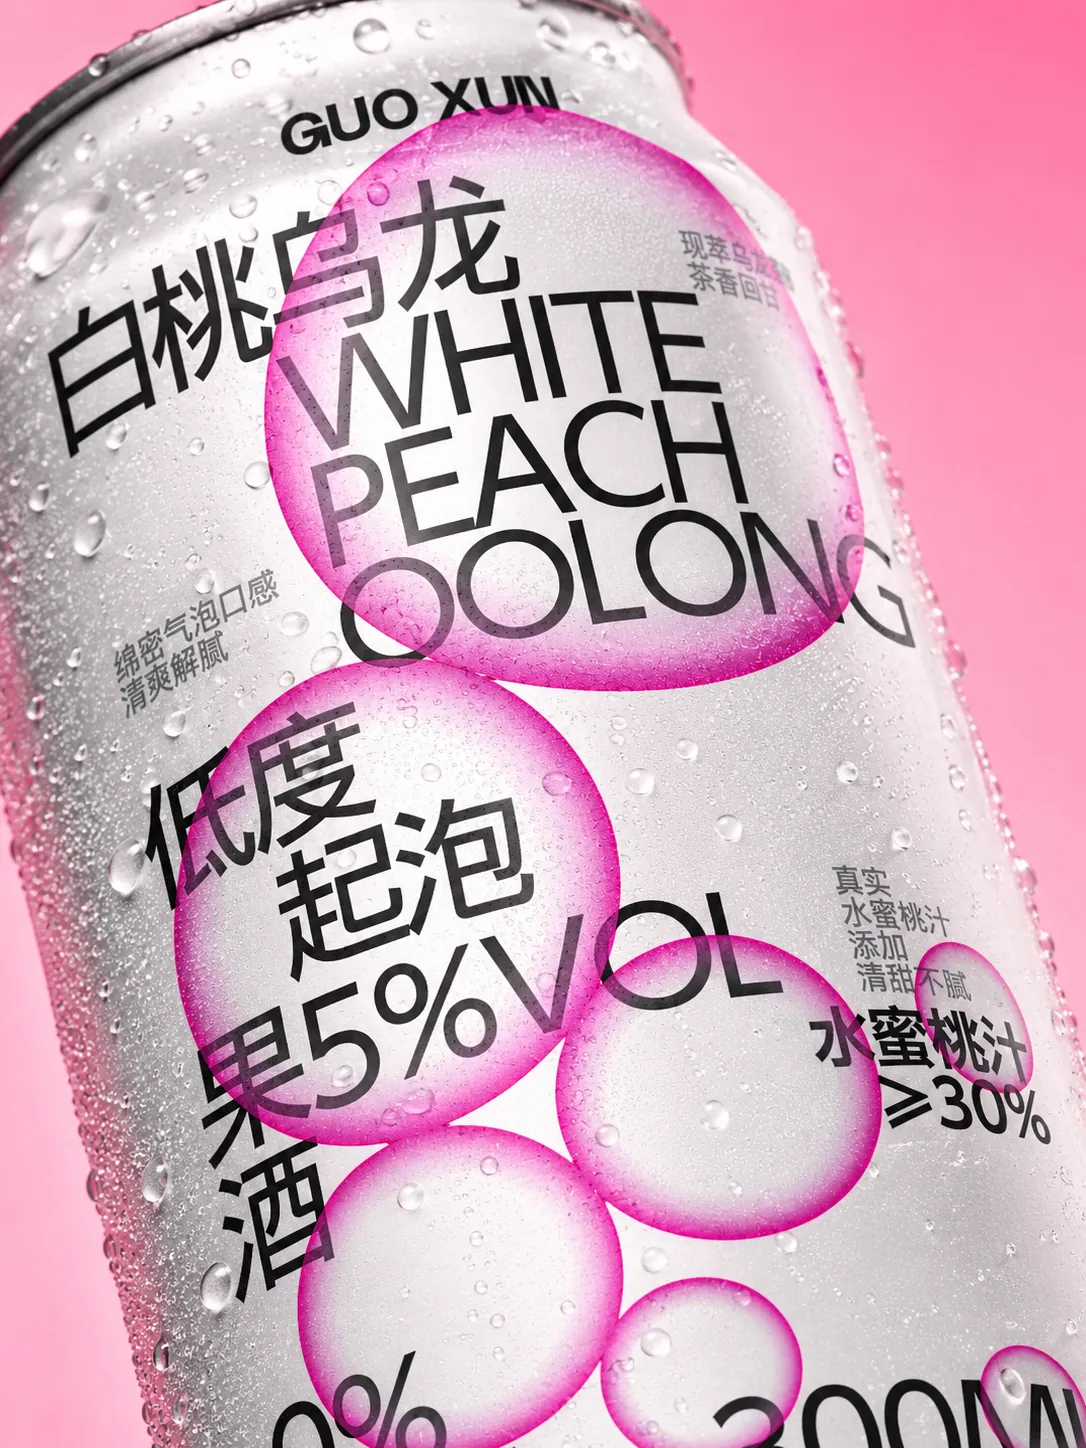 GUO XUN
白桃乌龙
WHITE
PEACH
OOLONG
现萃乌龙
茶香回甘
绵密气泡口感
清爽解腻
低度
起泡
果5%VOL
酒
真实
水蜜桃汁
添加
清甜不腻
水蜜桃汁
≥30%
0%